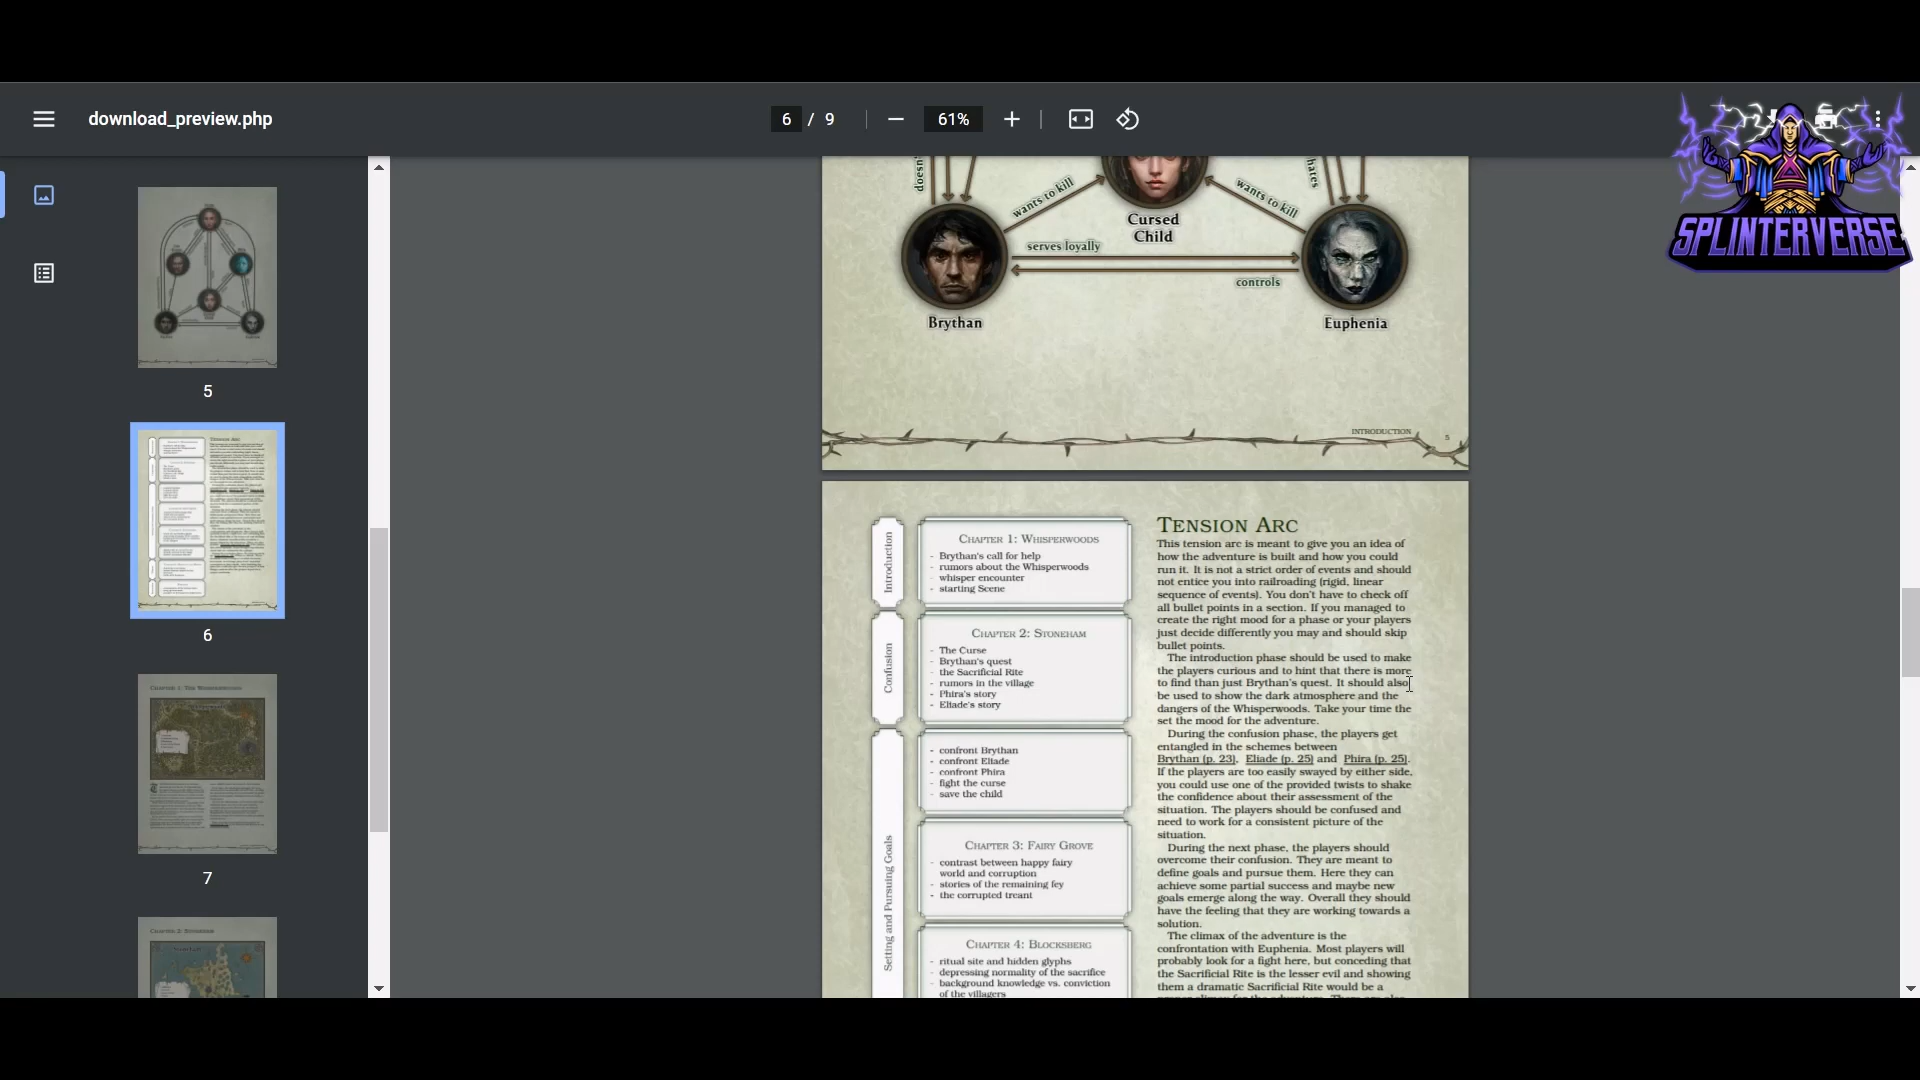 download_preview.php
6 / 9
61%
SPLINTERVERSE
5
6
7
doesn'
hates
wants to kill
wants to kill
Cursed
Child
serves loyally
controls
Brythan
Euphenia
INTRODUCTION
5
Introduction
Chapter 1: Whisperwoods
- Brythan's call for help
- rumors about the Whisperwoods
- whisper encounter
- starting Scene
Confusion
Chapter 2: Stoneham
- The Curse
- Brythan's quest
- the Sacrificial Rite
- rumors in the village
- Phira's story
- Eliade's story
Setting and Pursuing Goals
- confront Brythan
- confront Eliade
- confront Phira
- fight the curse
- save the child
Chapter 3: Fairy Grove
- contrast between happy fairy
world and corruption
- stories of the remaining fey
- the corrupted treant
Chapter 4: Blocksberg
- ritual site and hidden glyphs
- depressing normality of the sacrifice
- background knowledge vs. conviction
of the villagers
Tension Arc
This tension arc is meant to give you an idea of
how the adventure is built and how you could
run it. It is not a strict order of events and should
not entice you into railroading (rigid, linear
sequence of events). You don't have to check off
all bullet points in a section. If you managed to
create the right mood for a phase or your players
just decide differently you may and should skip
bullet points.
The introduction phase should be used to make
the players curious and to hint that there is more
to find than just Brythan's quest. It should also
be used to show the dark atmosphere and the
dangers of the Whisperwoods. Take your time the
set the mood for the adventure.
During the confusion phase, the players get
entangled in the schemes between
Brythan (p. 23), Eliade (p. 25) and Phira (p. 25).
If the players are too easily swayed by either side,
you could use one of the provided twists to shake
the confidence about their assessment of the
situation. The players should be confused and
need to work for a consistent picture of the
situation.
During the next phase, the players should
overcome their confusion. They are meant to
define goals and pursue them. Here they can
achieve some partial success and maybe new
goals emerge along the way. Overall they should
have the feeling that they are working towards a
solution.
The climax of the adventure is the
confrontation with Euphenia. Most players will
probably look for a fight here, but conceding that
the Sacrificial Rite is the lesser evil and showing
them a dramatic Sacrificial Rite would be a